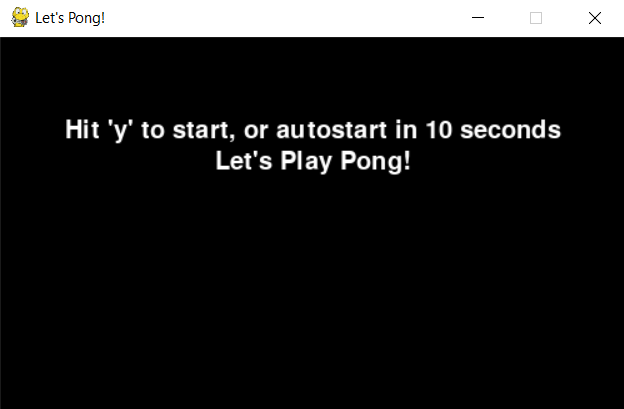 Let's Pong!
Hit 'y' to start, or autostart in 10 seconds
Let's Play Pong!